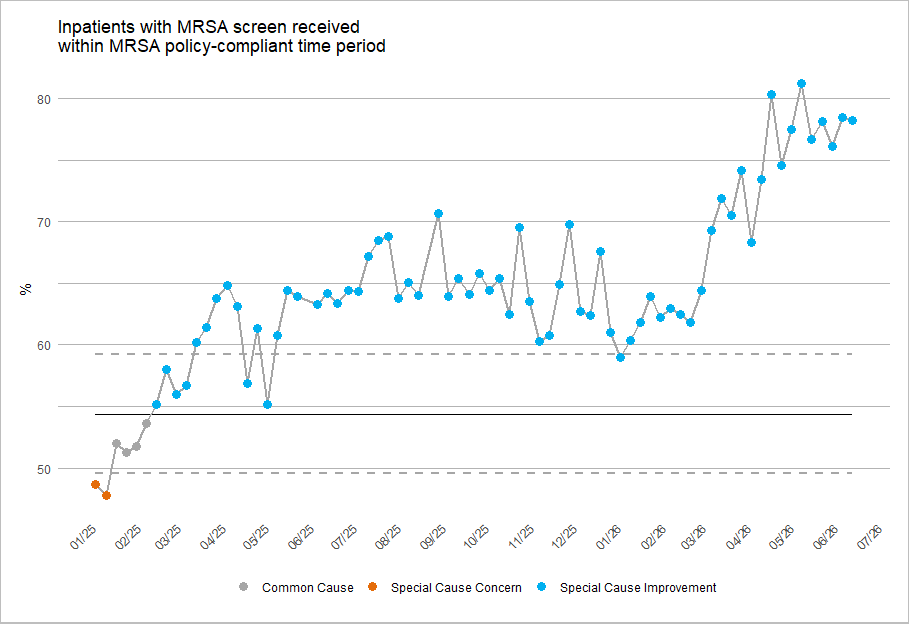 Inpatients with MRSA screen received
within MRSA policy-compliant time period
80
70
60
50
%
01/25 02/25 03/25 04/25 05/25 06/25 07/25 08/25 09/25 10/25 11/25 12/25 01/26 02/26 03/26 04/26 05/26 06/26 07/26
Common Cause Special Cause Concern Special Cause Improvement